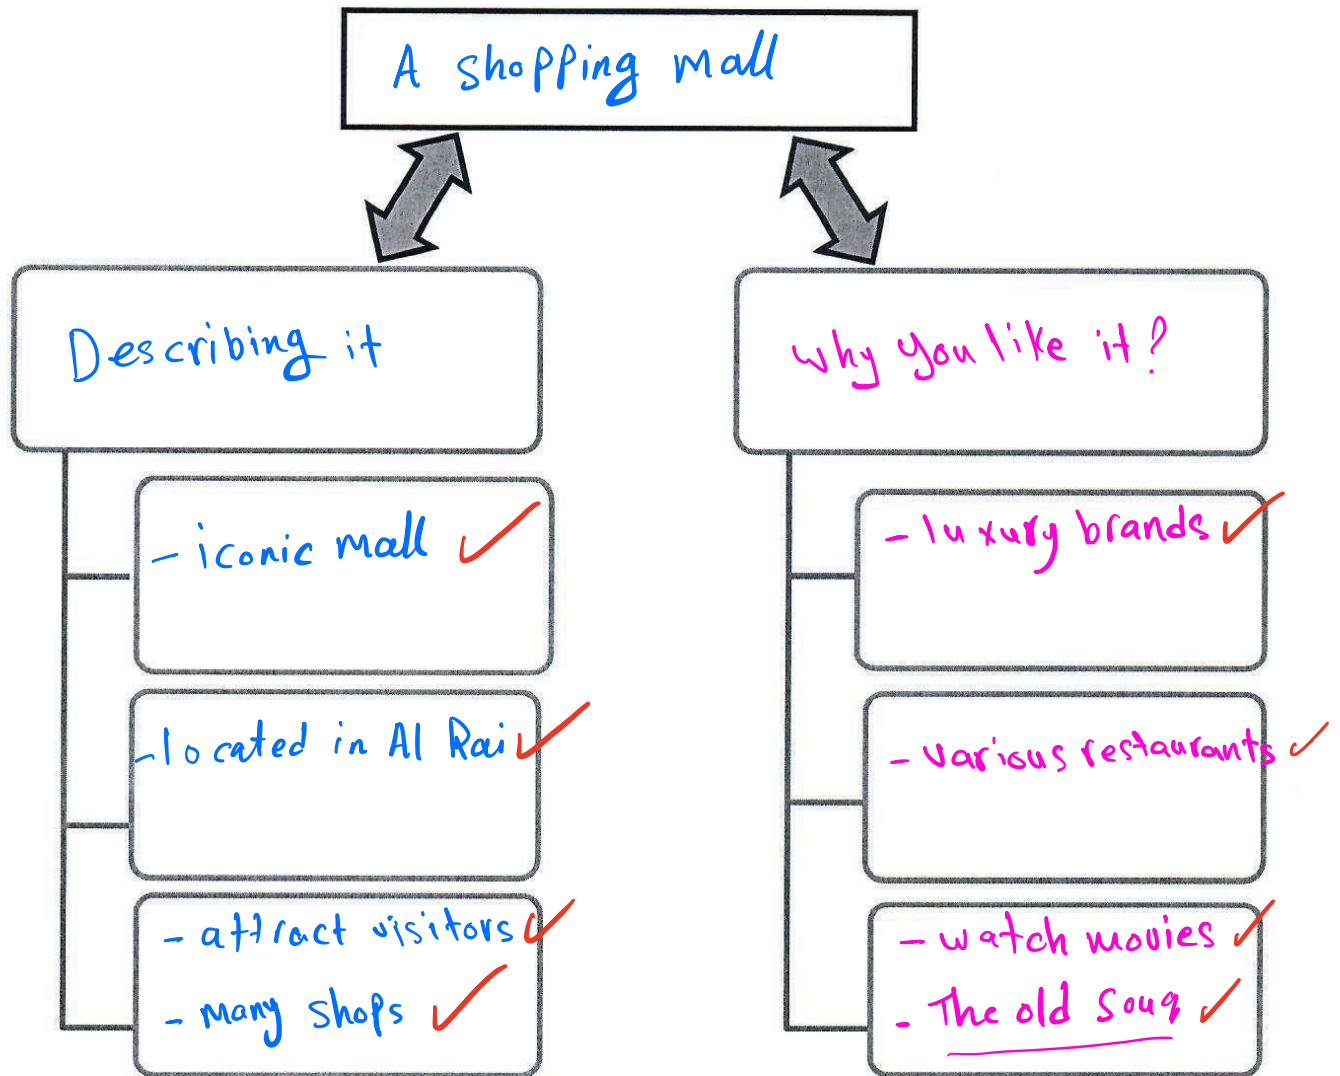 A shopping mall
Describing it
- iconic mall
- located in Al Rai
- attract visitors
- many shops
why you like it?
- luxury brands
- various restaurants
- watch movies
- The old Souq